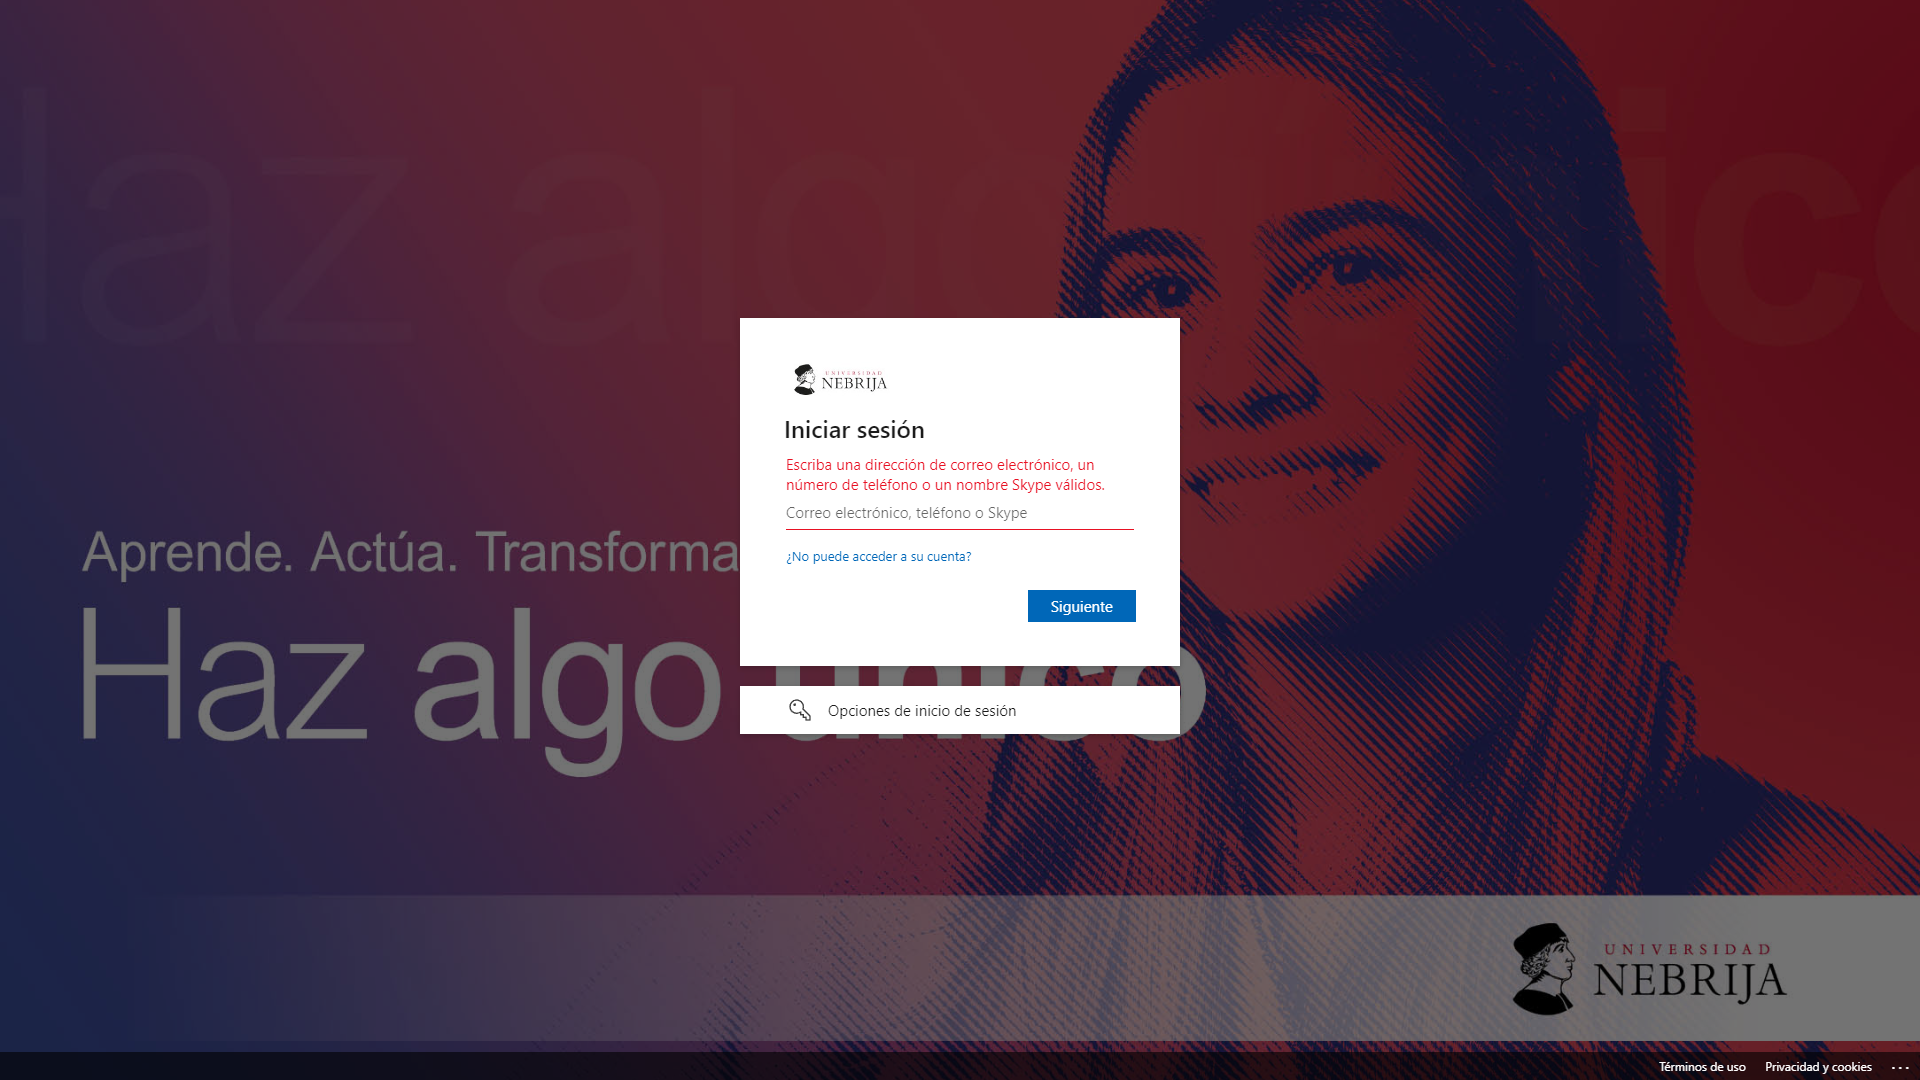 Haz algo único
UNIVERSIDAD
NEBRIJA
Iniciar sesión
Escriba una dirección de correo electrónico, un
número de teléfono o un nombre Skype válidos.
Correo electrónico, teléfono o Skype
¿No puede acceder a su cuenta?
Siguiente
Opciones de inicio de sesión
Aprende. Actúa. Transforma
Haz algo único
UNIVERSIDAD
NEBRIJA
Términos de uso
Privacidad y cookies